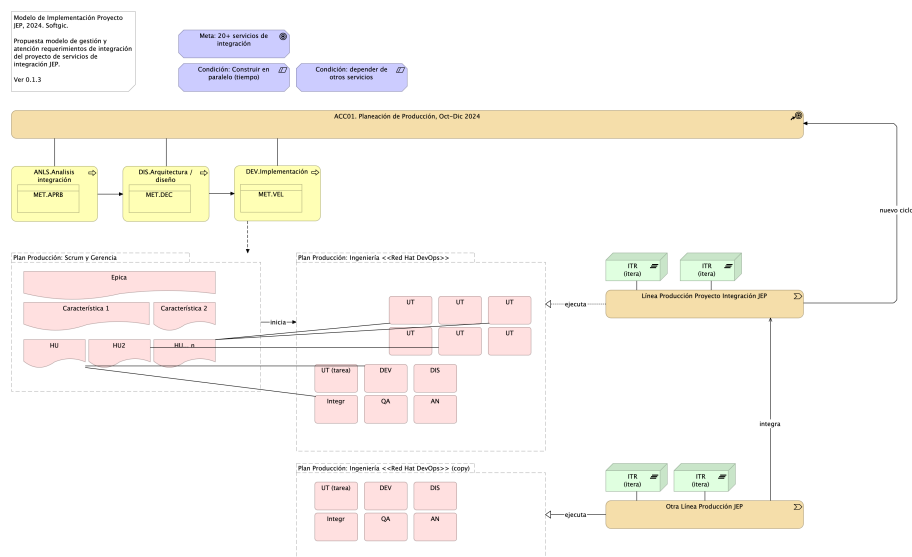 Modelo de Implementación Proyecto
JEP, 2024. Softgic.
Propuesta modelo de gestión y
atención requerimientos de integración
del proyecto de servicios de
integración JEP.
Ver 0.1.3
Meta: 20+ servicios de
integración
Condición: Construir en
paralelo (tiempo)
Condición: depender de
otros servicios
ACC01. Planeación de Producción, Oct-Dic 2024
ANLS.Analisis
integración
MET.APRB
DIS.Arquitectura /
diseño
MET.DEC
DEV.Implementación
MET.VEL
nuevo ciclo
Plan Producción: Scrum y Gerencia
Epica
Característica 1
Característica 2
HU
HU2
HU...n
inicia
Plan Producción: Ingeniería <<Red Hat DevOps>>
UT
UT
UT
UT
UT
UT
UT (tarea)
DEV
DIS
Integr
QA
AN
ejecuta
ITR
(itera)
ITR
(itera)
Línea Producción Proyecto Integración JEP
integra
Plan Producción: Ingeniería <<Red Hat DevOps>> (copy)
UT (tarea)
DEV
DIS
Integr
QA
AN
ejecuta
ITR
(itera)
ITR
(itera)
Otra Línea Producción JEP